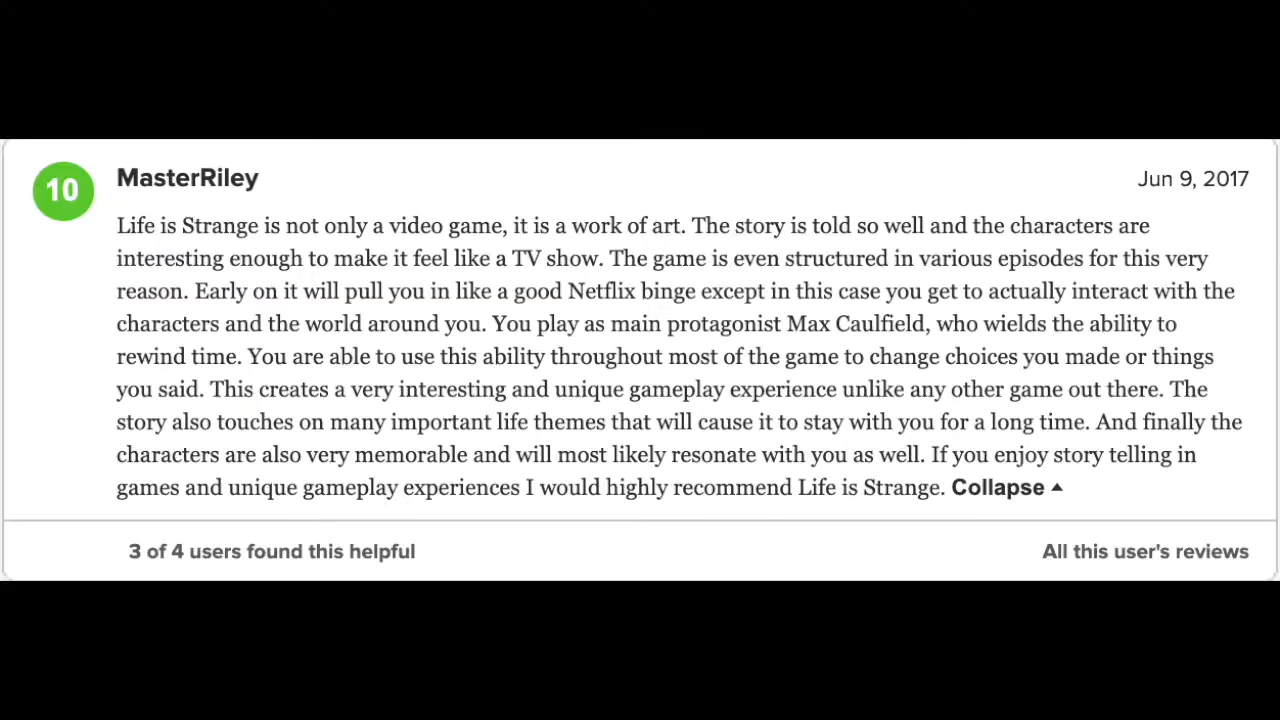 10
MasterRiley
Jun 9, 2017
Life is Strange is not only a video game, it is a work of art. The story is told so well and the characters are
interesting enough to make it feel like a TV show. The game is even structured in various episodes for this very
reason. Early on it will pull you in like a good Netflix binge except in this case you get to actually interact with the
characters and the world around you. You play as main protagonist Max Caulfield, who wields the ability to
rewind time. You are able to use this ability throughout most of the game to change choices you made or things
you said. This creates a very interesting and unique gameplay experience unlike any other game out there. The
story also touches on many important life themes that will cause it to stay with you for a long time. And finally the
characters are also very memorable and will most likely resonate with you as well. If you enjoy story telling in
games and unique gameplay experiences I would highly recommend Life is Strange. Collapse
3 of 4 users found this helpful
All this user's reviews